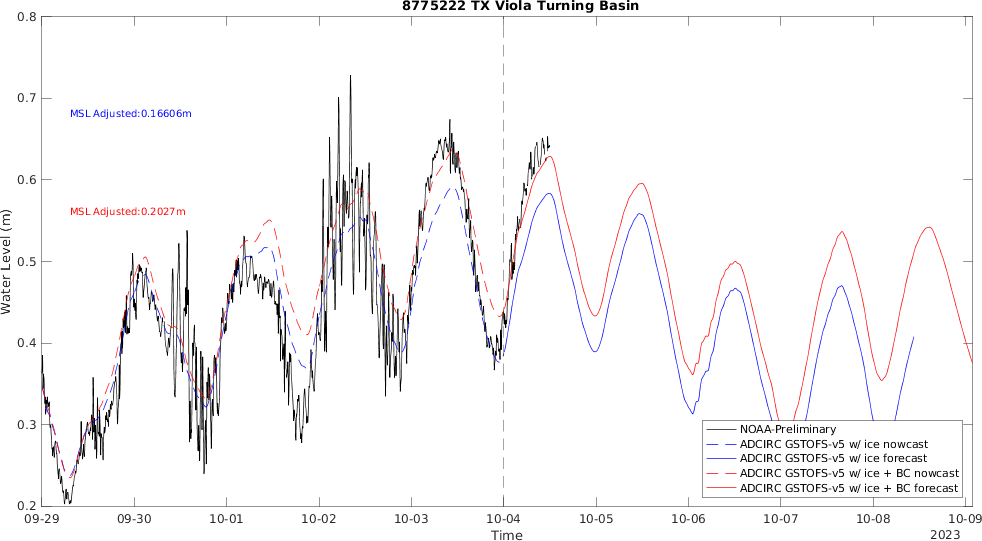 8775222 TX Viola Turning Basin
0.8
0.7
0.6
0.5
0.4
0.3
0.2
Water Level (m)
MSL Adjusted:0.16606m
MSL Adjusted:0.2027m
NOAA-Preliminary
ADCIRC GSTOFS-v5 w/ ice nowcast
ADCIRC GSTOFS-v5 w/ ice forecast
ADCIRC GSTOFS-v5 w/ ice + BC nowcast
ADCIRC GSTOFS-v5 w/ ice + BC forecast
09-29 09-30 10-01 10-02 10-03 10-04 10-05 10-06 10-07 10-08 10-09
Time
2023